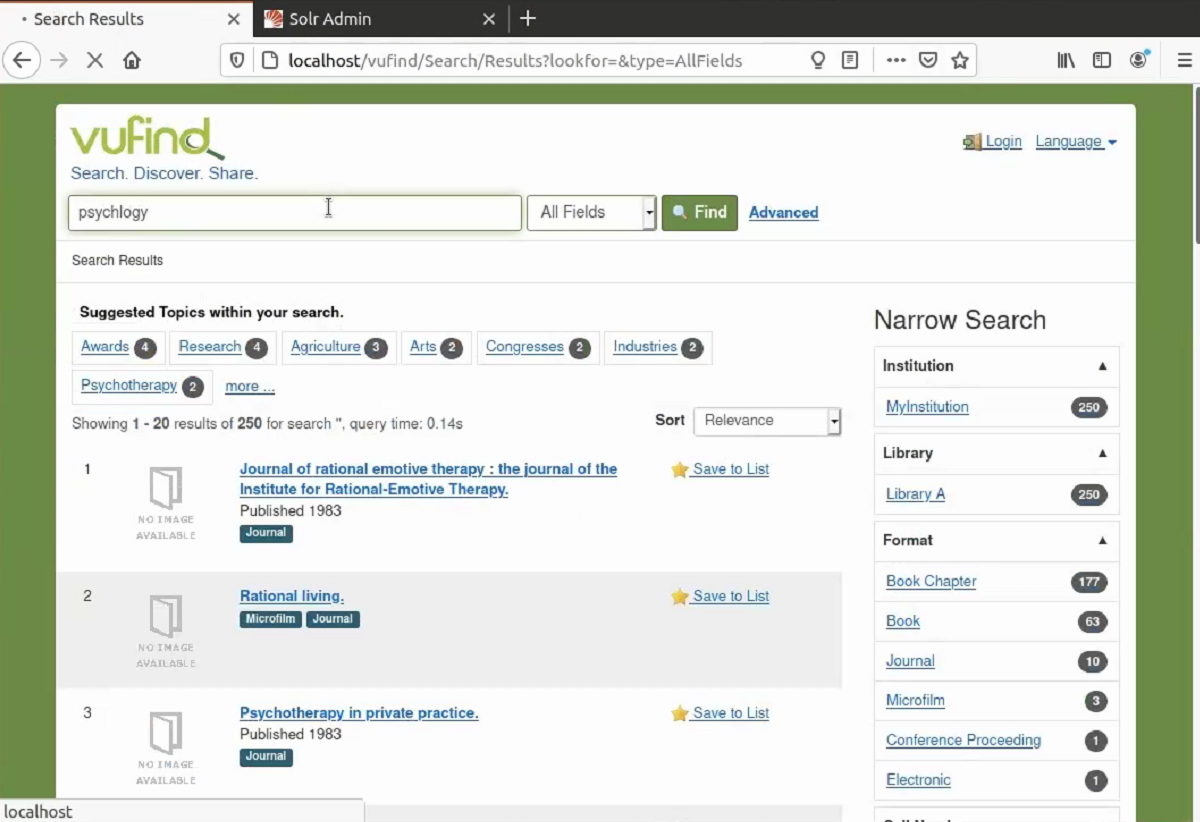 • Search Results
Solr Admin
localhost/vufind/Search/Results?lookfor=&type=AllFields
vufind
Search. Discover. Share.
Login Language
psychlogy All Fields Find Advanced
Search Results
Suggested Topics within your search.
Awards 4 Research 4 Agriculture 3 Arts 2 Congresses 2 Industries 2
Psychotherapy 2 more ...
Showing 1 - 20 results of 250 for search '', query time: 0.14s
Sort Relevance
1
NO IMAGE
AVAILABLE
Journal of rational emotive therapy : the journal of the
Institute for Rational-Emotive Therapy.
Published 1983
Journal
Save to List
2
NO IMAGE
AVAILABLE
Rational living.
Microfilm Journal
Save to List
3
NO IMAGE
AVAILABLE
Psychotherapy in private practice.
Published 1983
Journal
Save to List
Narrow Search
Institution
MyInstitution 250
Library
Library A 250
Format
Book Chapter 177
Book 63
Journal 10
Microfilm 3
Conference Proceeding 1
Electronic 1
localhost